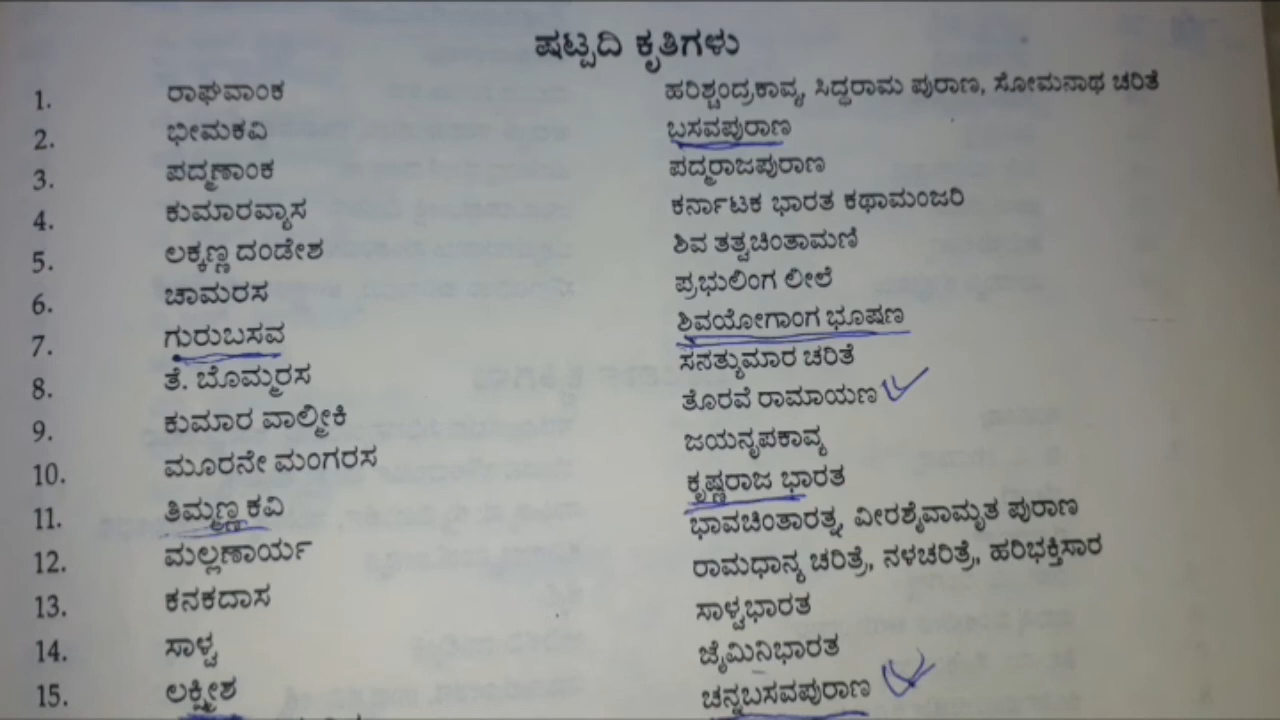 ಷಟ್ಪದಿ ಕೃತಿಗಳು
1. ರಾಘವಾಂಕ ಹರಿಶ್ಚಂದ್ರಕಾವ್ಯ, ಸಿದ್ಧರಾಮ ಪುರಾಣ, ಸೋಮನಾಥ ಚರಿತೆ
2. ಭೀಮಕವಿ ಬಸವಪುರಾಣ
3. ಪದ್ಮಣಾಂಕ ಪದ್ಮರಾಜಪುರಾಣ
4. ಕುಮಾರವ್ಯಾಸ ಕರ್ನಾಟಕ ಭಾರತ ಕಥಾಮಂಜರಿ
5. ಲಕ್ಕಣ್ಣ ದಂಡೇಶ ಶಿವ ತತ್ವಚಿಂತಾಮಣಿ
6. ಚಾಮರಸ ಪ್ರಭುಲಿಂಗ ಲೀಲೆ
7. ಗುರುಬಸವ ಶಿವಯೋಗಾಂಗ ಭೂಷಣ
8. ತೆ. ಬೊಮ್ಮರಸ ಸನತ್ಕುಮಾರ ಚರಿತೆ
9. ಕುಮಾರ ವಾಲ್ಮೀಕಿ ತೊರವೆ ರಾಮಾಯಣ
10. ಮೂರನೇ ಮಂಗರಸ ಜಯನೃಪಕಾವ್ಯ
11. ತಿಮ್ಮಣ್ಣ ಕವಿ ಕೃಷ್ಣರಾಜ ಭಾರತ
12. ಮಲ್ಲಣಾರ್ಯ ಭಾವಚಿಂತಾರತ್ನ, ವೀರಶೈವಾಮೃತ ಪುರಾಣ
13. ಕನಕದಾಸ ರಾಮಧಾನ್ಯ ಚರಿತ್ರೆ, ನಳಚರಿತ್ರೆ, ಹರಿಭಕ್ತಿಸಾರ
14. ಸಾಳ್ವ ಸಾಳ್ವಭಾರತ
15. ಲಕ್ಷ್ಮೀಶ ಜೈಮಿನಿಭಾರತ
ಚನ್ನಬಸವಪುರಾಣ